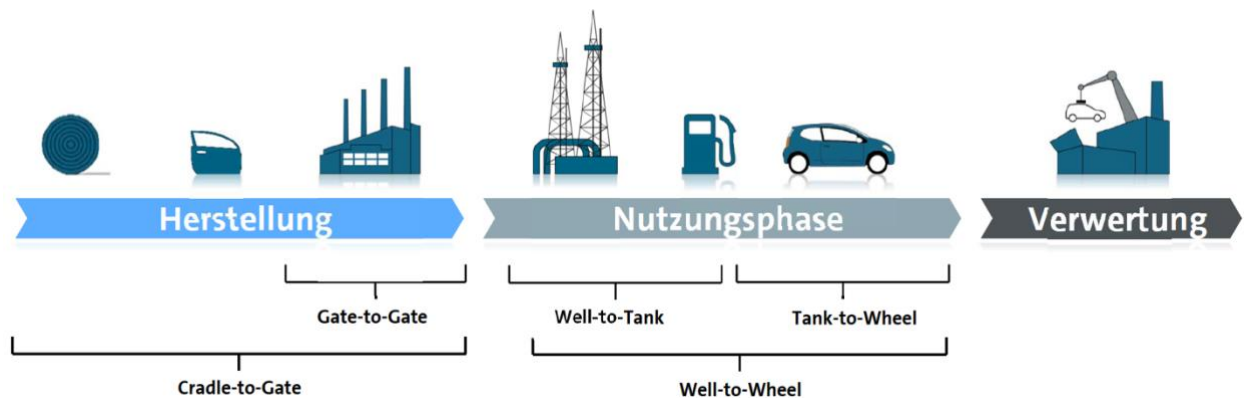 Herstellung
Nutzungsphase
Verwertung
Gate-to-Gate
Well-to-Tank
Tank-to-Wheel
Cradle-to-Gate
Well-to-Wheel